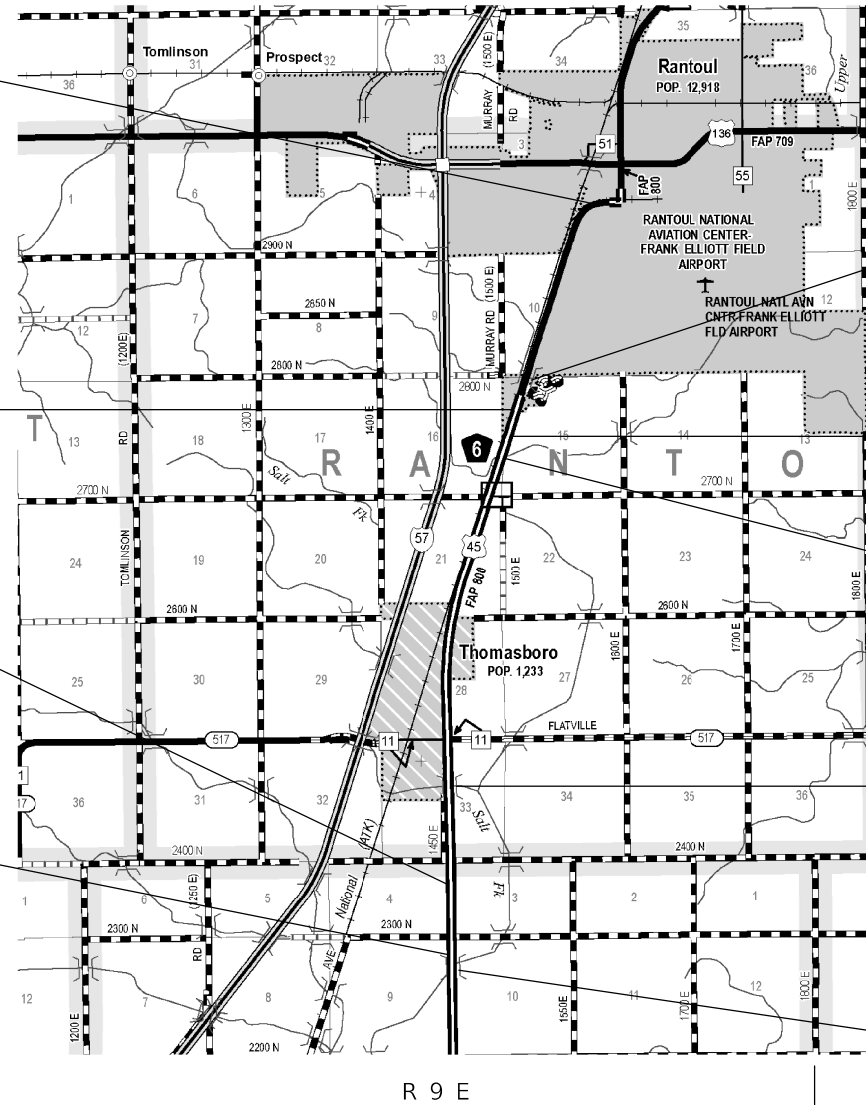 35
Tomlinson
Prospect
31
32
33
(1500 E)
34
Rantoul
POP. 12,918
36
Upper
36
MURRAY
RD
136
FAP 709
3
51
55
FAP
800
1
6
5
4
1
1800 E
RANTOUL NATIONAL
AVIATION CENTER-
FRANK ELLIOTT FIELD
AIRPORT
2900 N
(1500 E)
RANTOUL NATL AVN
CNTR-FRANK ELLIOTT
FLD AIRPORT
12
2850 N
10
12
7
8
9
MURRAY RD
(1200E)
2800 N
2800 N
1300 E
1400 E
T
13
RD
18
17
16
6
15
14
13
R A N T O
Salt
Fk
2700 N
2700 N
57
45
24
TOMLINSON
19
20
21
1500 E
22
23
24
1800 E
FAP 800
2600 N
2600 N
Thomasboro
POP. 1,233
1600 E
1700 E
25
30
29
28
27
26
25
FLATVILLE
517
11
11
517
1
17
36
31
32
33
Salt
34
35
36
(ATK)
1450 E
2400 N
2400 N
Fk
1
6
(1250 E)
5
National
4
3
2
1
2300 N
2300 N
RD
AVE
12
7
8
9
10
11
12
1200 E
1550E
1700 E
1800 E
2200 N
R 9 E